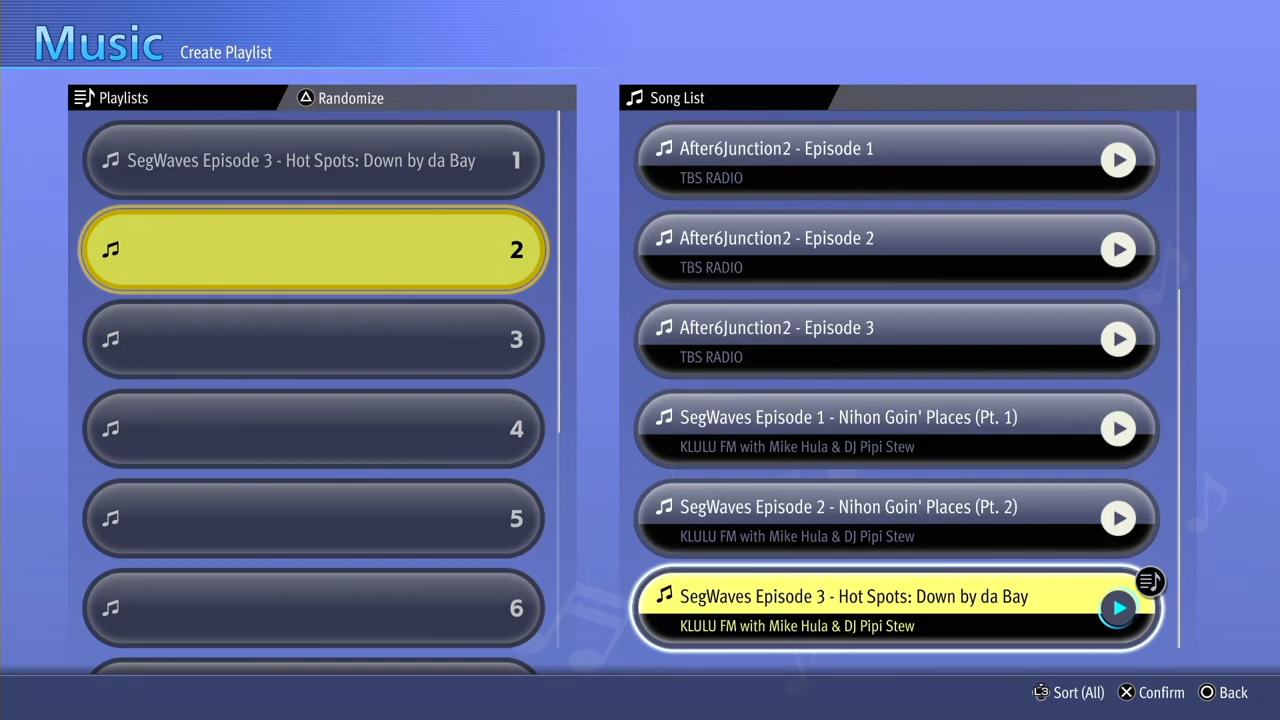 Music Create Playlist
Playlists
Randomize
SegWaves Episode 3 - Hot Spots: Down by da Bay 1
2
3
4
5
6
Song List
After6Junction2 - Episode 1
TBS RADIO
After6Junction2 - Episode 2
TBS RADIO
After6Junction2 - Episode 3
TBS RADIO
SegWaves Episode 1 - Nihon Goin' Places (Pt. 1)
KLULU FM with Mike Hula & DJ Pipi Stew
SegWaves Episode 2 - Nihon Goin' Places (Pt. 2)
KLULU FM with Mike Hula & DJ Pipi Stew
SegWaves Episode 3 - Hot Spots: Down by da Bay
KLULU FM with Mike Hula & DJ Pipi Stew
L3 Sort (All) Confirm Back